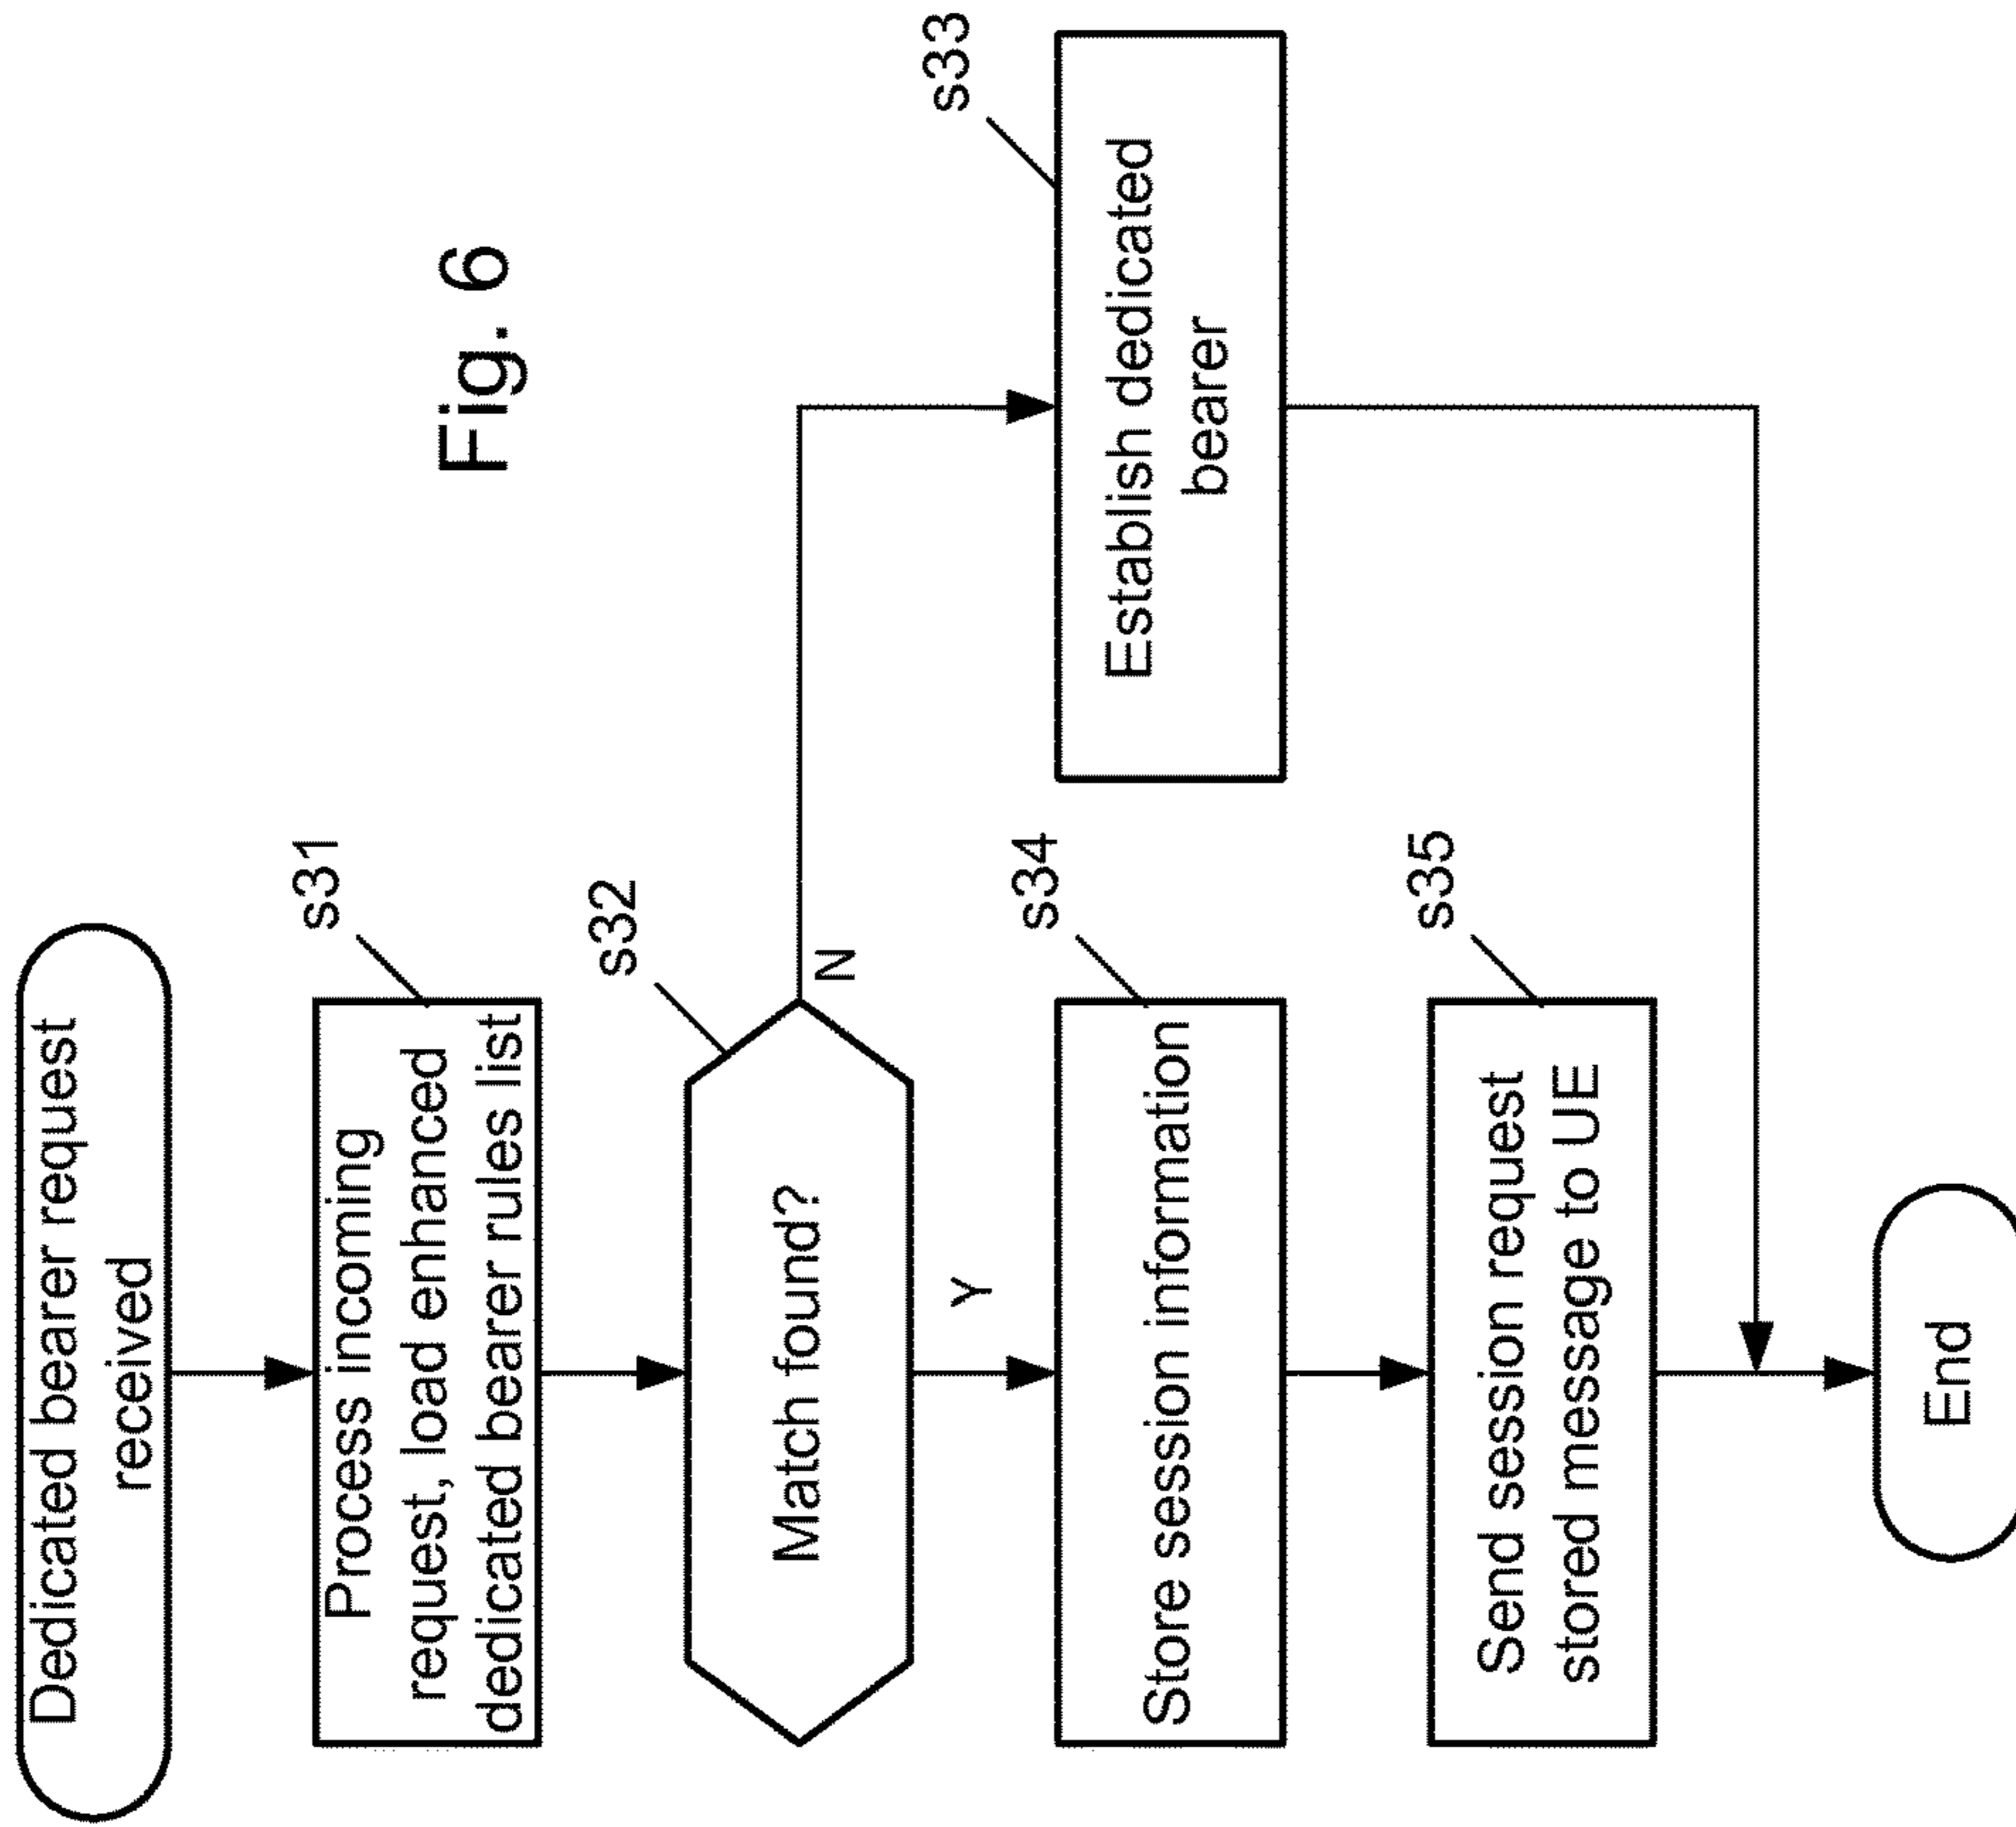 Fig. 6
Dedicated bearer request
received
s31
Process incoming
request, load enhanced
dedicated bearer rules list
s32
Match found?
N
Y
s33
Establish dedicated
bearer
s34
Store session information
s35
Send session request
stored message to UE
End